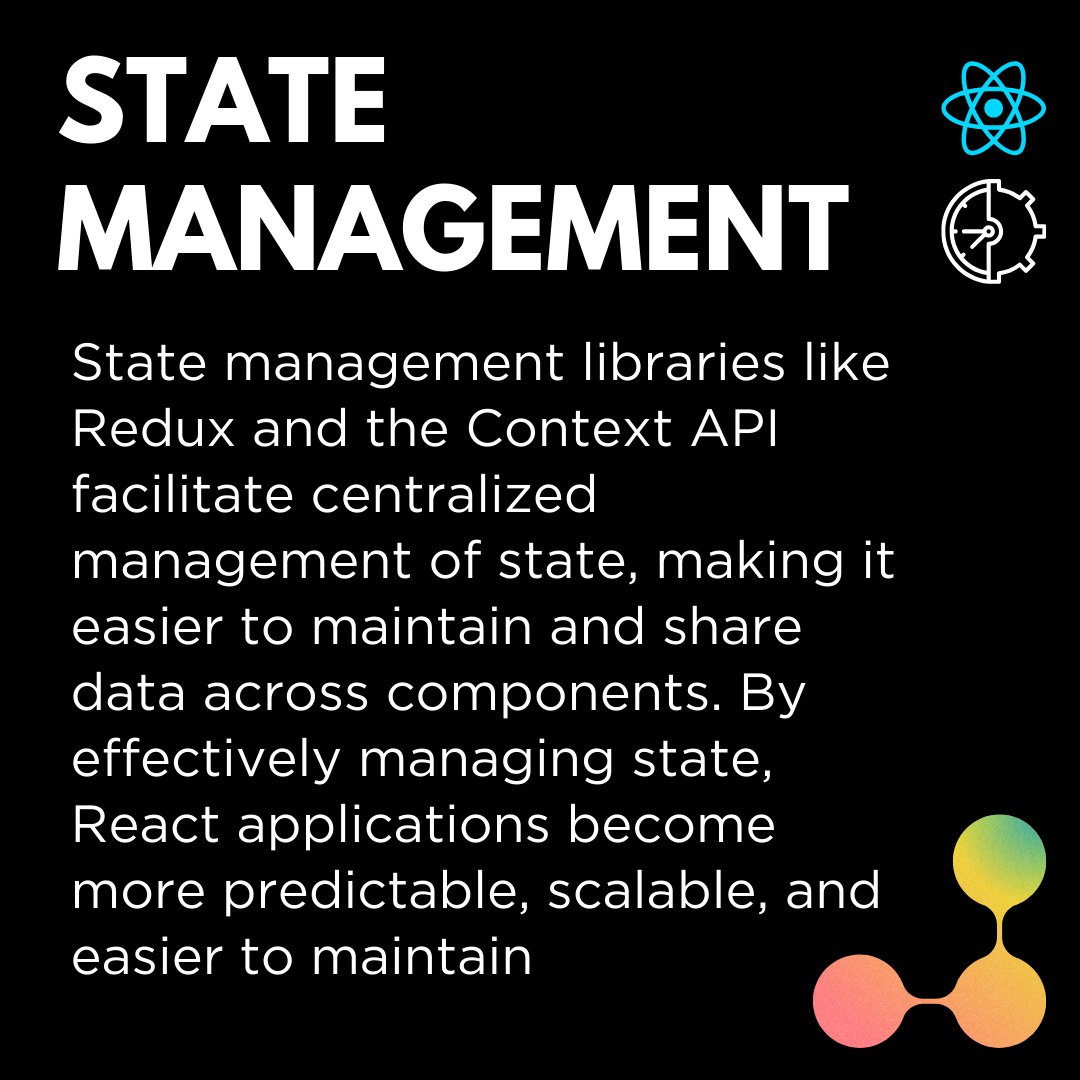 STATE
MANAGEMENT
State management libraries like
Redux and the Context API
facilitate centralized
management of state, making it
easier to maintain and share
data across components. By
effectively managing state,
React applications become
more predictable, scalable, and
easier to maintain